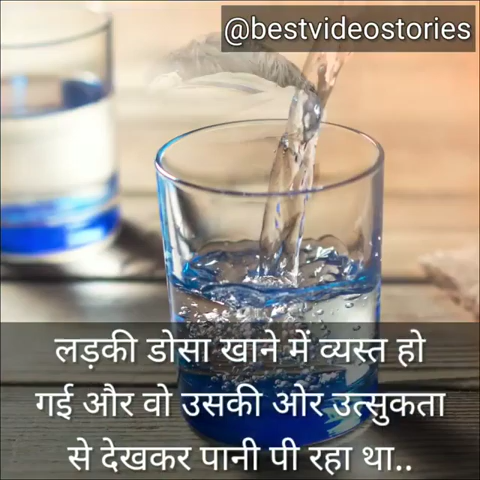 @bestvideostories
लड़की डोसा खाने में व्यस्त हो
गई और वो उसकी ओर उत्सुकता
से देखकर पानी पी रहा था..